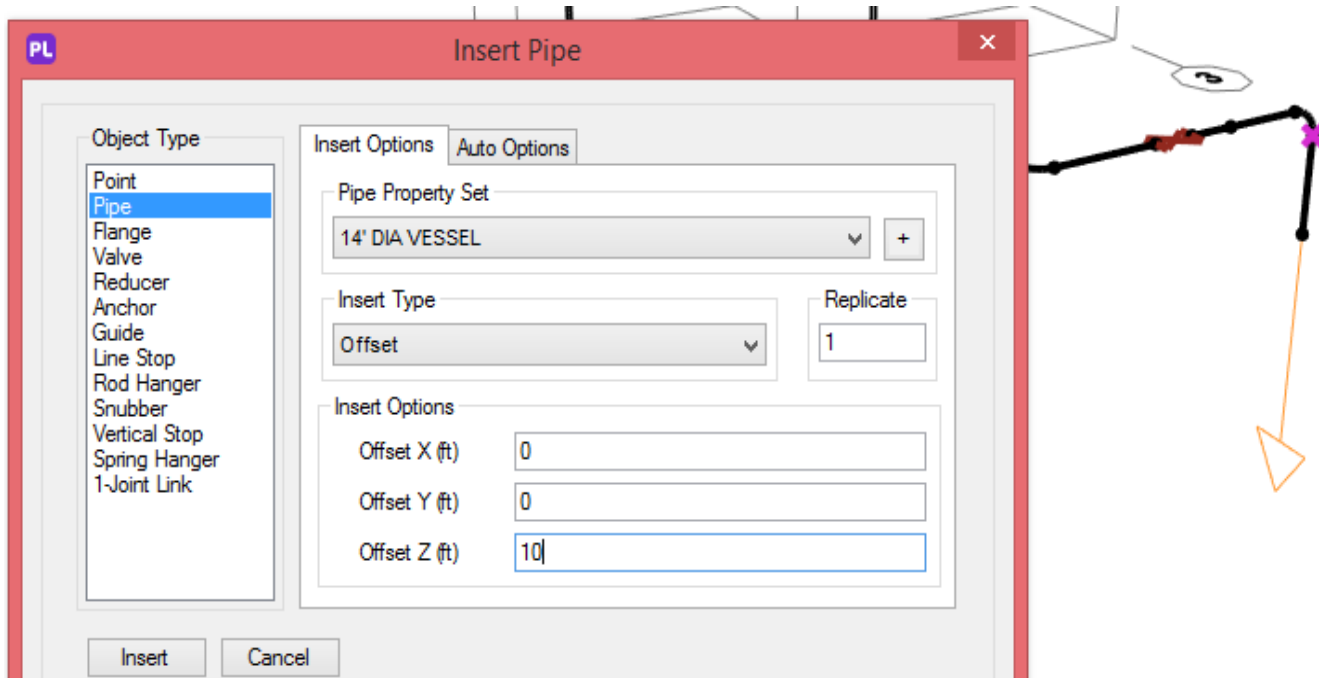 PL
Insert Pipe
×
Object Type
Point
Pipe
Flange
Valve
Reducer
Anchor
Guide
Line Stop
Rod Hanger
Snubber
Vertical Stop
Spring Hanger
1-Joint Link
Insert Options
Auto Options
Pipe Property Set
14' DIA VESSEL
+
Insert Type
Offset
Replicate
1
Insert Options
Offset X (ft)
0
Offset Y (ft)
0
Offset Z (ft)
10
Insert
Cancel